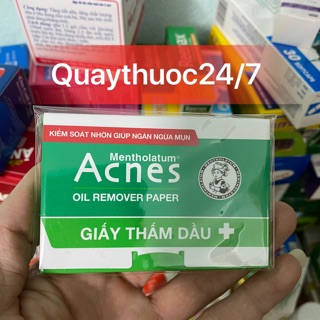 Quaythuoc24/7
KIỂM SOÁT NHỜN GIÚP NGĂN NGỪA MỤN
Mentholatum®
Acnes
OIL REMOVER PAPER
GIẤY THẤM DẦU